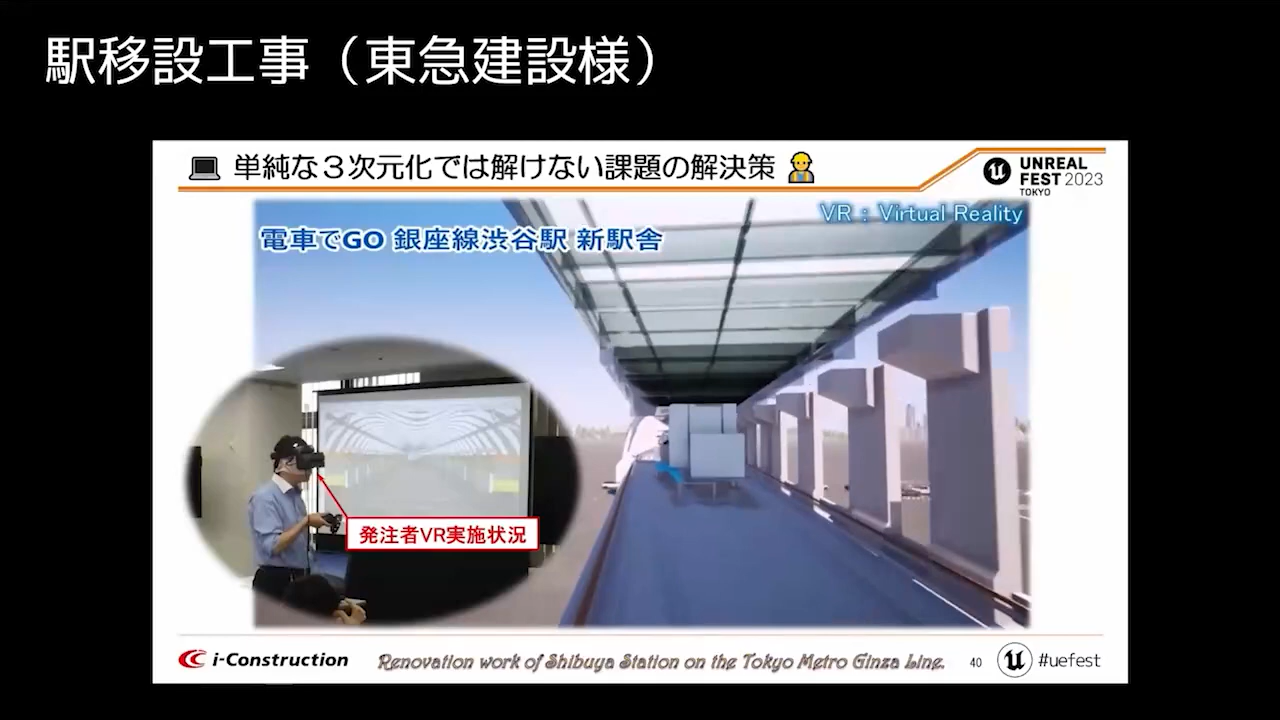 駅移設工事（東急建設様）
単純な３次元化では解けない課題の解決策
UNREAL
FEST 2023
TOKYO
VR : Virtual Reality
電車でGO 銀座線渋谷駅 新駅舎
発注者VR実施状況
i-Construction
Renovation work of Shibuya Station on the Tokyo Metro Ginza Line.
40
#uefest